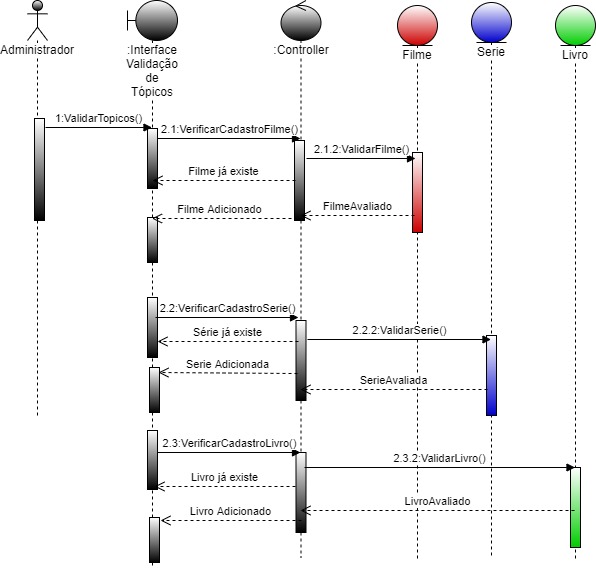 Administrador
:Interface
Validação
de
Tópicos
:Controller
Filme
Serie
Livro
1:ValidarTopicos()
2.1:VerificarCadastroFilme()
2.1.2:ValidarFilme()
Filme já existe
Filme Adicionado
FilmeAvaliado
2.2:VerificarCadastroSerie()
2.2.2:ValidarSerie()
Série já existe
Serie Adicionada
SerieAvaliada
2.3:VerificarCadastroLivro()
2.3.2:ValidarLivro()
Livro já existe
LivroAvaliado
Livro Adicionado